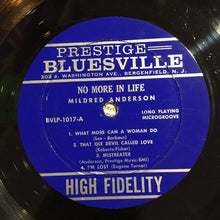 PRESTIGE
BLUESVILLE
203 S. WASHINGTON AVE., BERGENFIELD, N. J.
NO MORE IN LIFE
MILDRED ANDERSON
BVLP-1017-A
LONG PLAYING
MICROGROOVE
1. WHAT MORE CAN A WOMAN DO
(Lee - Barbour)
2. THAT OLE DEVIL CALLED LOVE
(Roberts-Fisher)
3. MISTREATER
(Anderson, Prestige Music-BMI)
4. I'M LOST (Eugene Turner)
HIGH FIDELITY